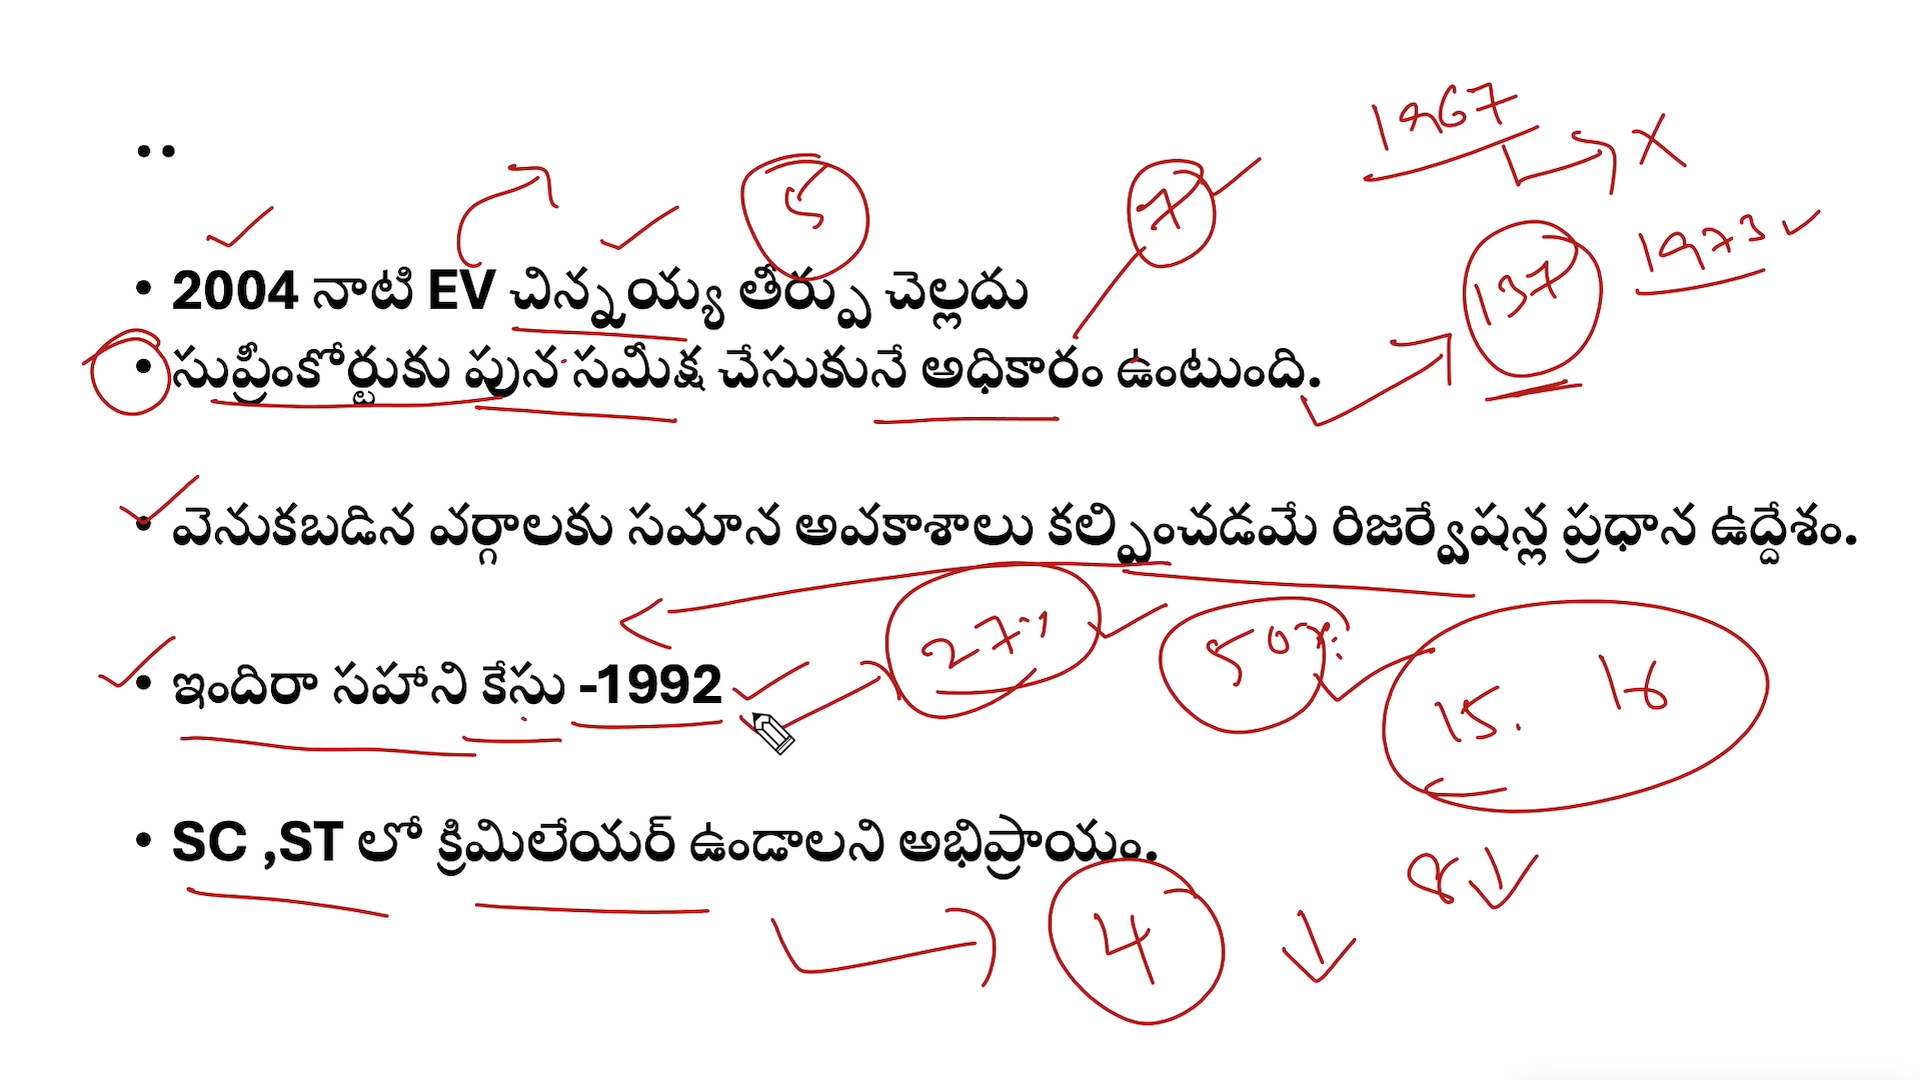 1967 X
5 7
137 1973
• 2004 నాటి EV చిన్నయ్య తీర్పు చెల్లదు
• సుప్రీంకోర్టుకు పున సమీక్ష చేసుకునే అధికారం ఉంటుంది.
• వెనుకబడిన వర్గాలకు సమాన అవకాశాలు కల్పించడమే రిజర్వేషన్ల ప్రధాన ఉద్దేశం.
27 50% 15. 16
• ఇందిరా సహాని కేసు -1992
• SC ,ST లో క్రిమిలేయర్ ఉండాలని అభిప్రాయం.
4 8